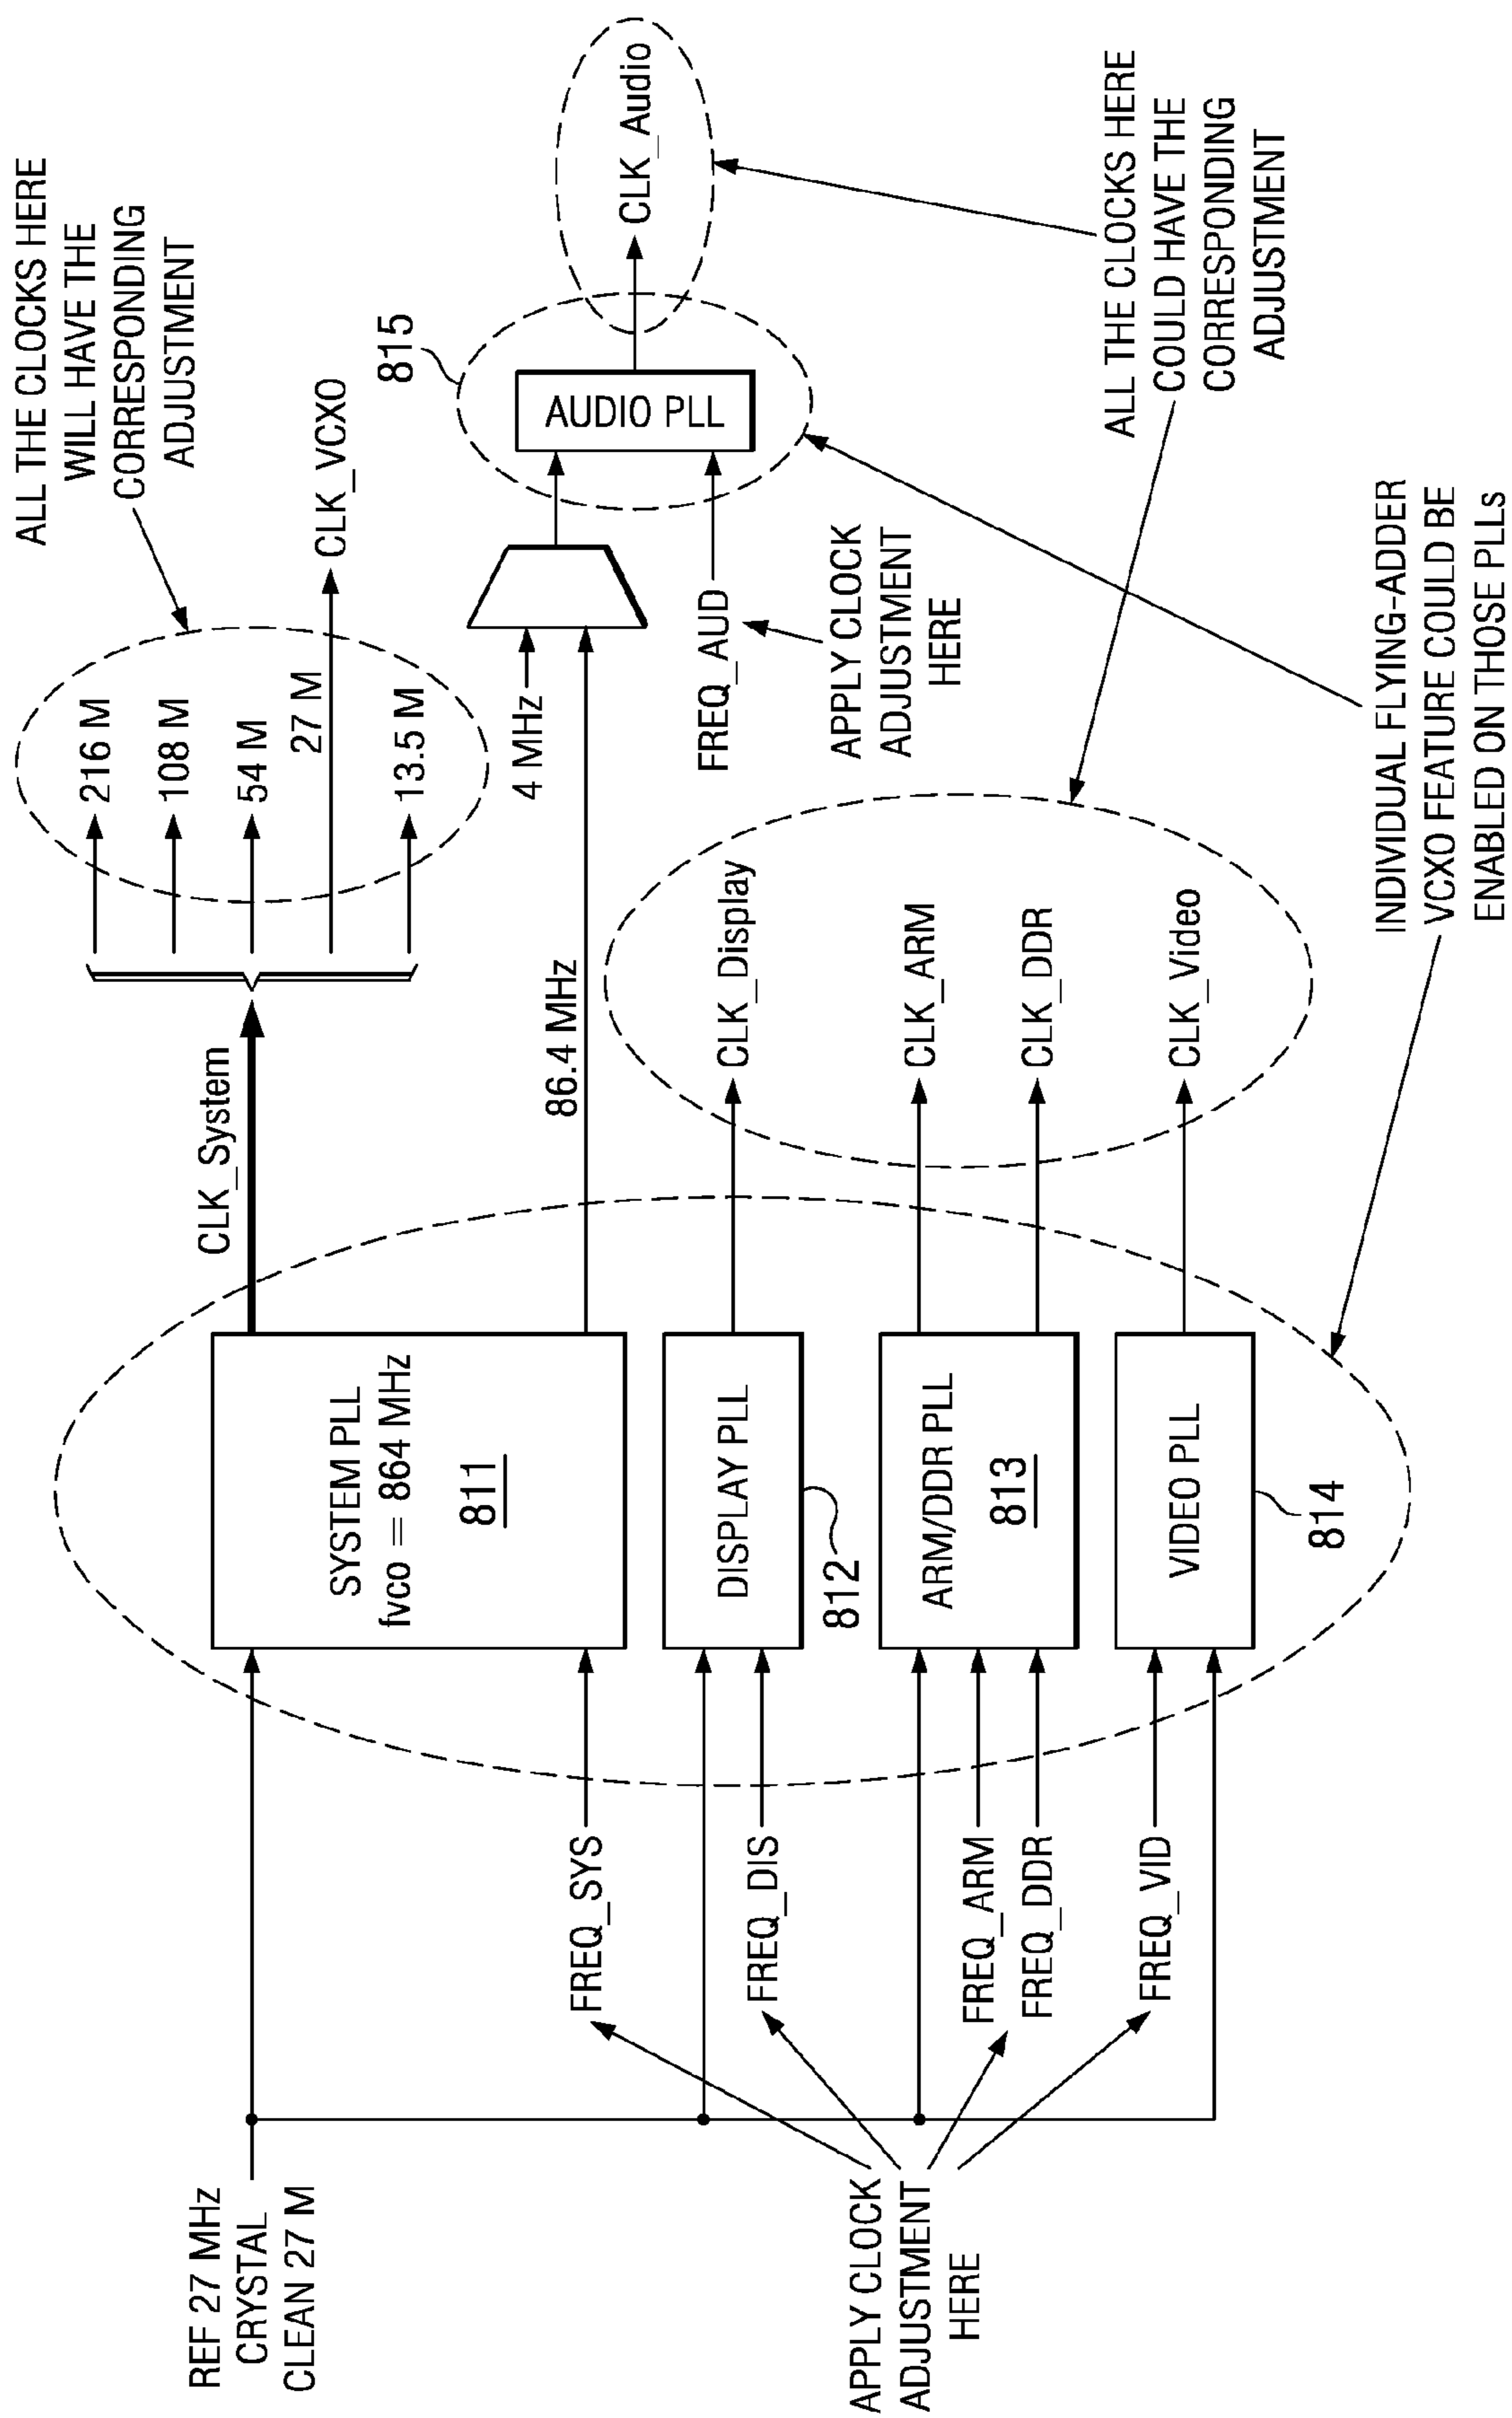 REF 27 MHz
CRYSTAL
CLEAN 27 M
APPLY CLOCK
ADJUSTMENT
HERE
FREQ_SYS
FREQ_DIS
FREQ_ARM
FREQ_DDR
FREQ_VID
SYSTEM PLL
fvco = 864 MHz
811
DISPLAY PLL
812
ARM/DDR PLL
813
VIDEO PLL
814
CLK_System
86.4 MHz
CLK_Display
CLK_ARM
CLK_DDR
CLK_Video
216 M
108 M
54 M
27 M
13.5 M
CLK_VCXO
ALL THE CLOCKS HERE
WILL HAVE THE
CORRESPONDING
ADJUSTMENT
4 MHz
FREQ_AUD
APPLY CLOCK
ADJUSTMENT
HERE
815
AUDIO PLL
CLK_Audio
ALL THE CLOCKS HERE
COULD HAVE THE
CORRESPONDING
ADJUSTMENT
INDIVIDUAL FLYING-ADDER
VCXO FEATURE COULD BE
ENABLED ON THOSE PLLs